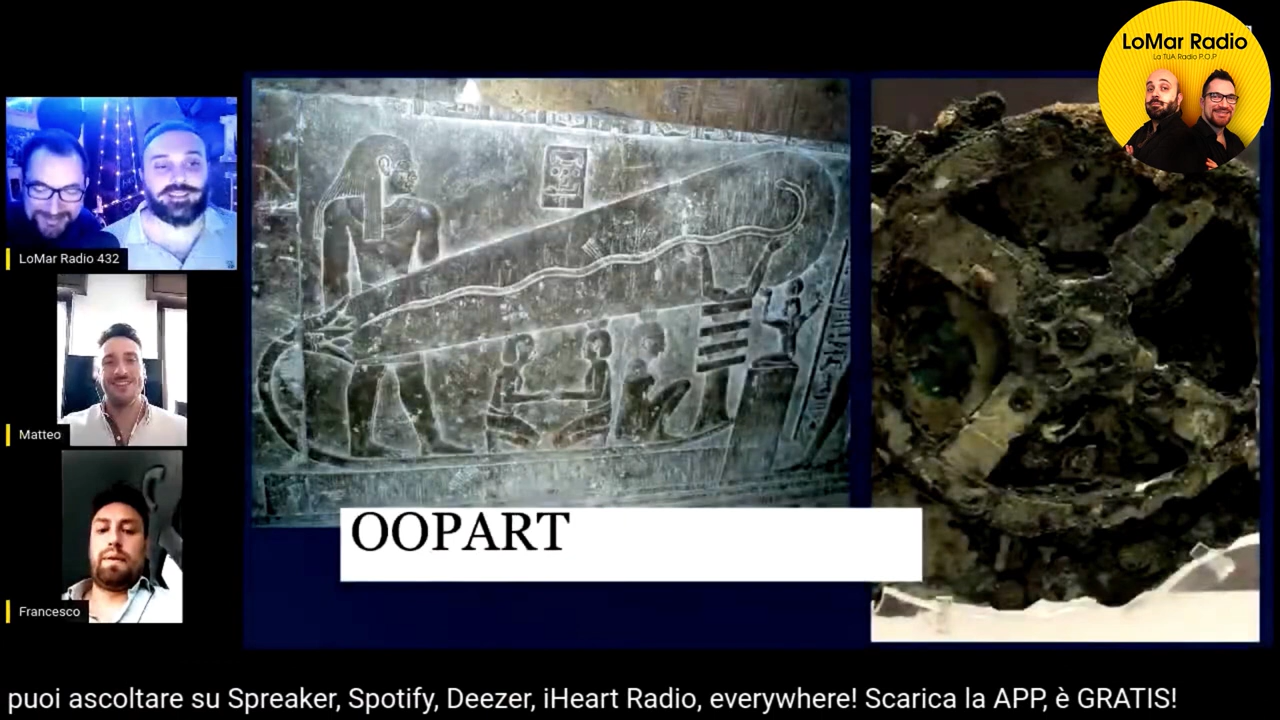 LoMar Radio
La TUA Radio P.O.P
LoMar Radio 432
Matteo
Francesco
OOPART
puoi ascoltare su Spreaker, Spotify, Deezer, iHeart Radio, everywhere! Scarica la APP, è GRATIS!